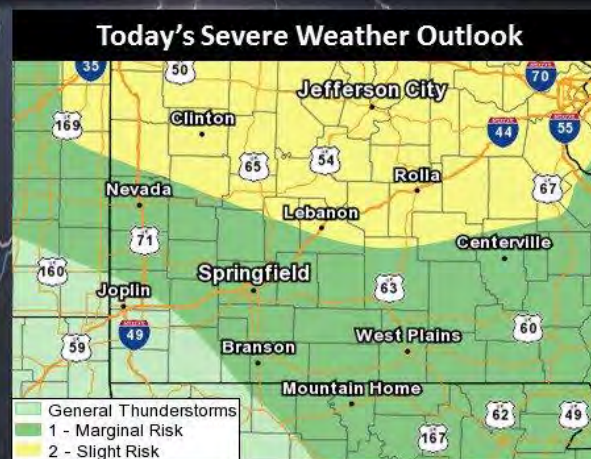 Today's Severe Weather Outlook
35
50
Jefferson City
70
169
Clinton
44
55
65
54
Rolla
67
Nevada
Lebanon
71
Centerville
160
Springfield
63
Joplin
60
49
West Plains
59
Branson
Mountain Home
General Thunderstorms
1 - Marginal Risk
2 - Slight Risk
62
49
167